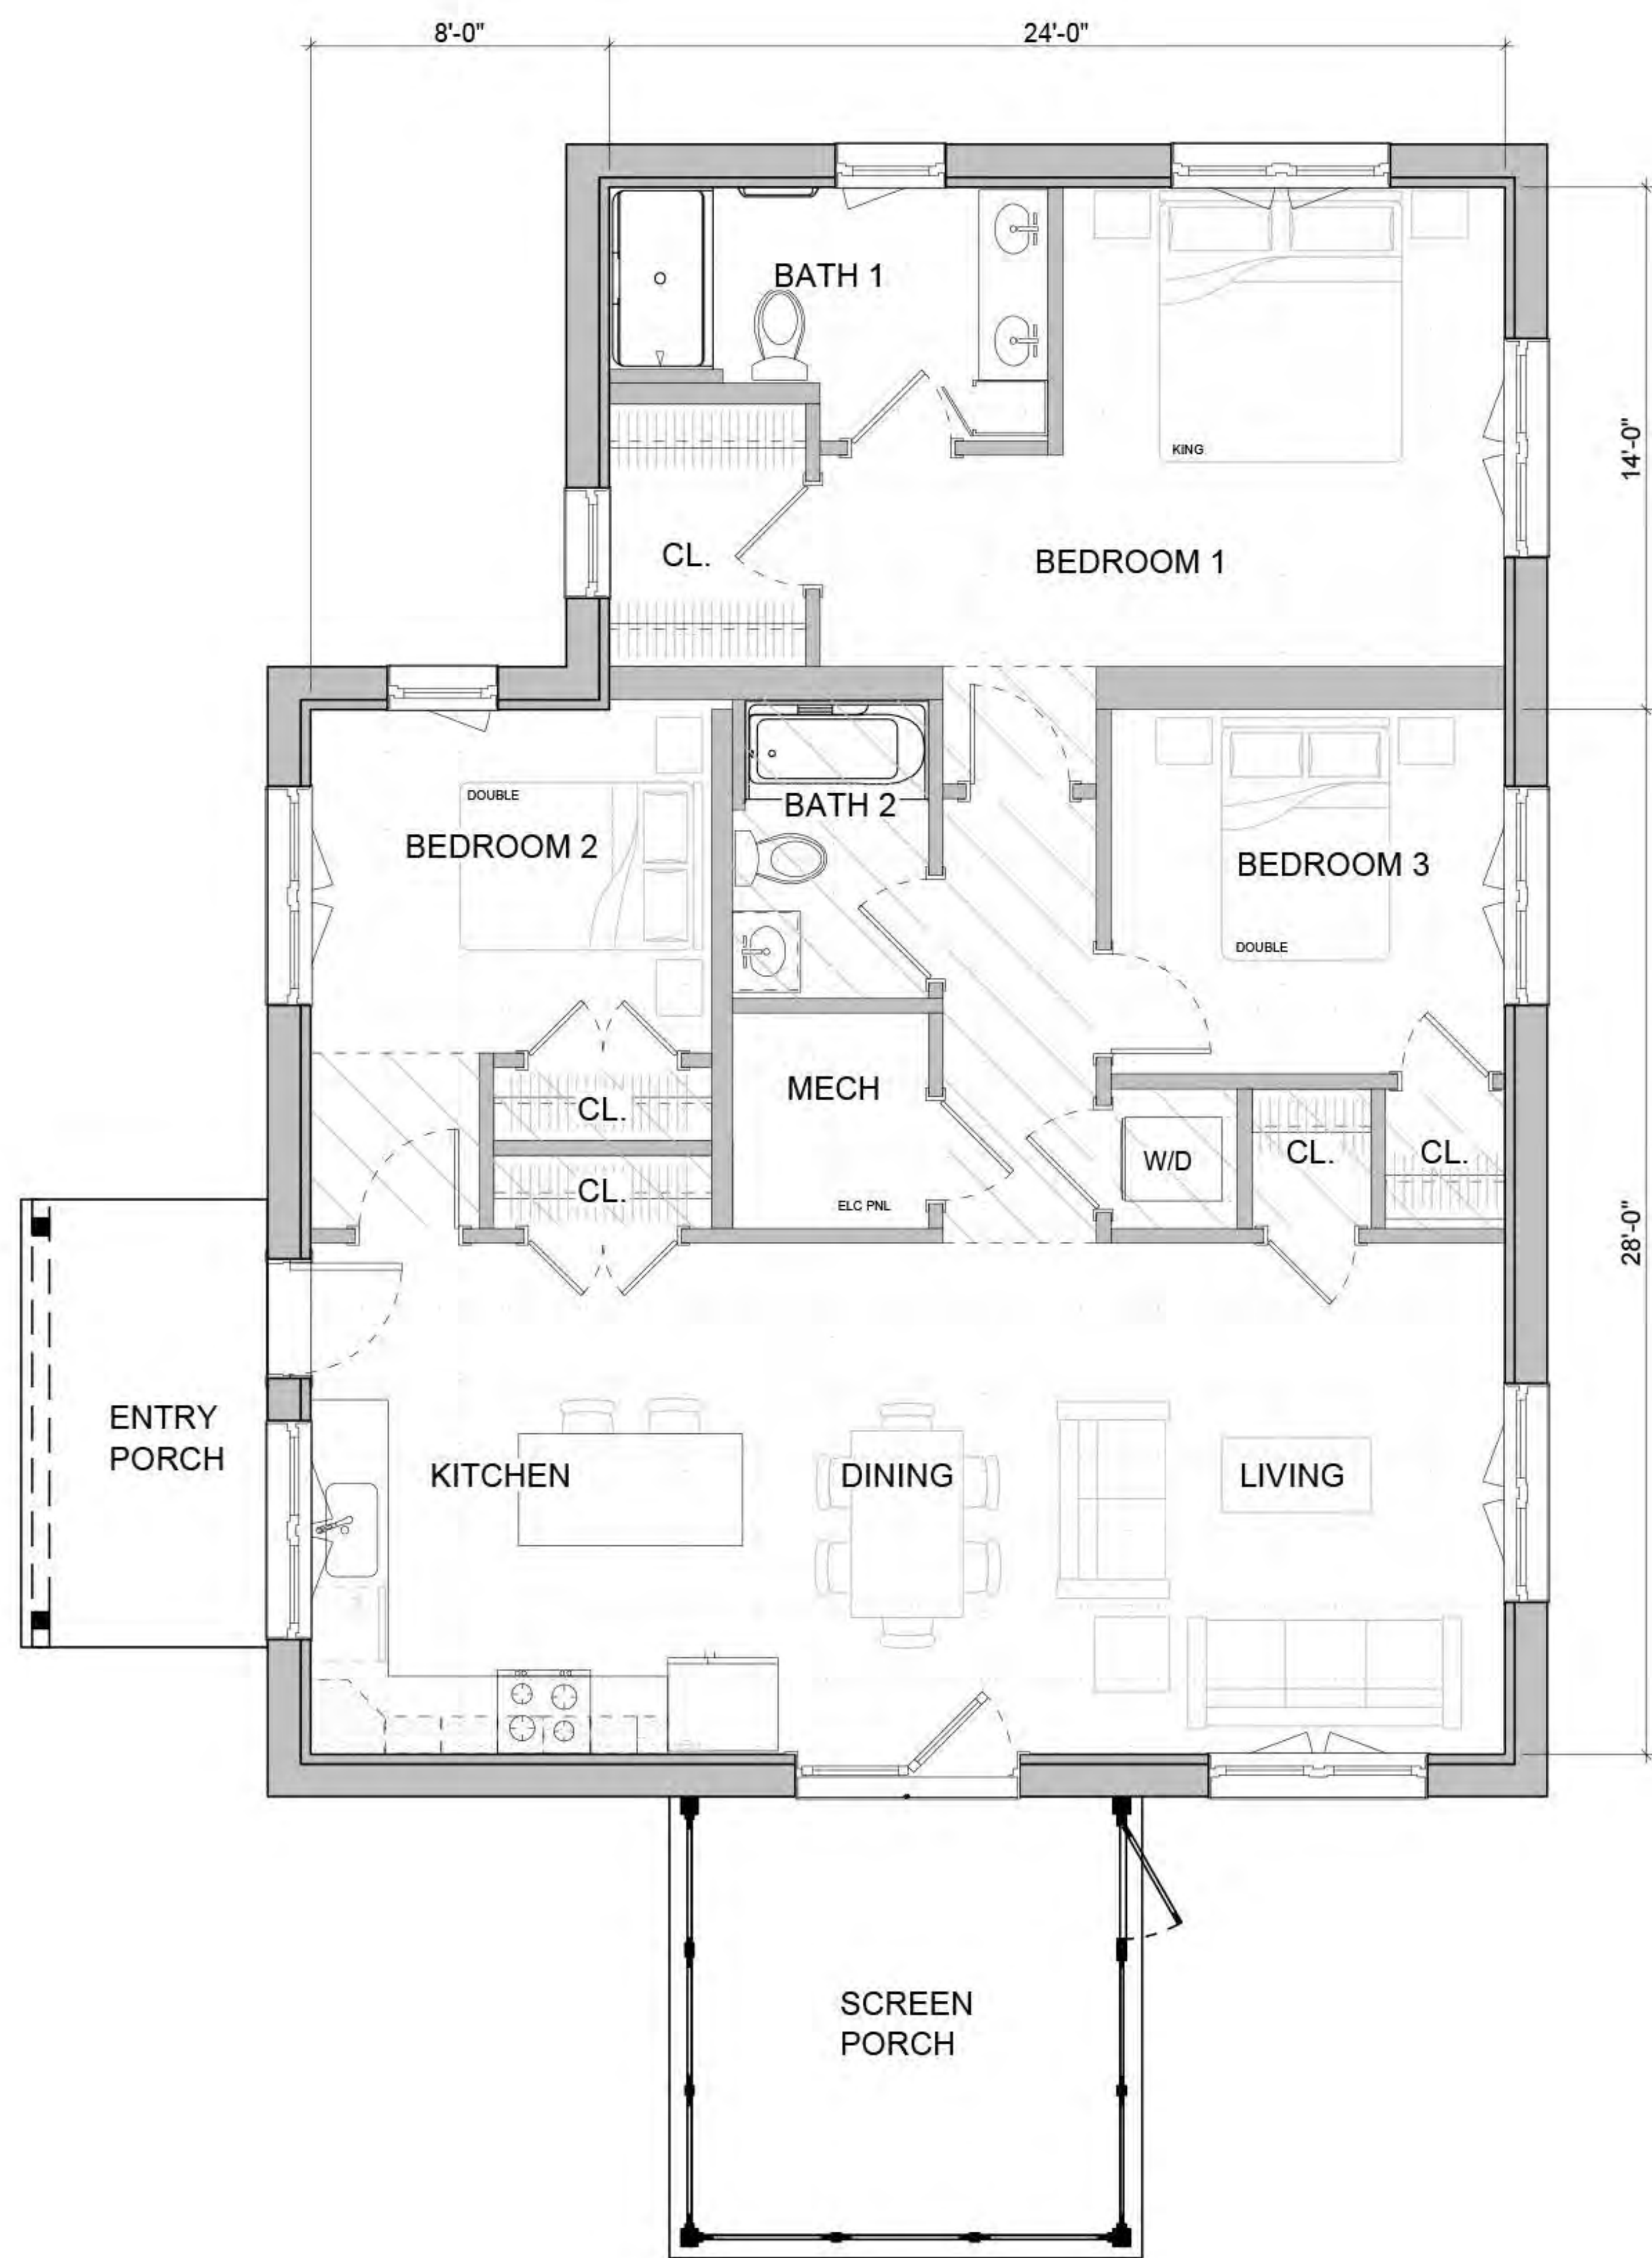 8'-0"
24'-0"
BATH 1
KING
14'-0"
CL.
BEDROOM 1
DOUBLE
BATH 2
BEDROOM 2
BEDROOM 3
DOUBLE
MECH
CL.
CL.
CL.
W/D
CL.
ELC PNL
28'-0"
ENTRY
PORCH
KITCHEN
DINING
LIVING
SCREEN
PORCH